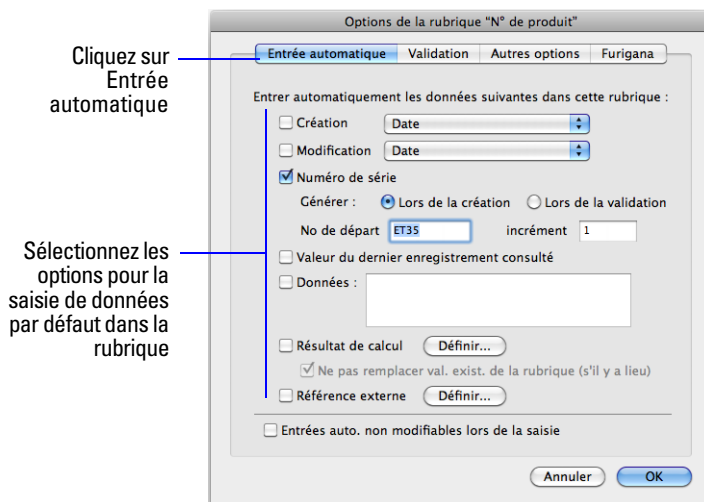 Options de la rubrique “N° de produit”
Cliquez sur
Entrée
automatique
Entrée automatique Validation Autres options Furigana
Entrer automatiquement les données suivantes dans cette rubrique :
Création Date
Modification Date
Numéro de série
Générer : Lors de la création Lors de la validation
No de départ ET35 incrément 1
Sélectionnez les
options pour la
saisie de données
par défaut dans la
rubrique
Valeur du dernier enregistrement consulté
Données :
Résultat de calcul Définir...
Ne pas remplacer val. exist. de la rubrique (s'il y a lieu)
Référence externe Définir...
Entrées auto. non modifiables lors de la saisie
Annuler OK